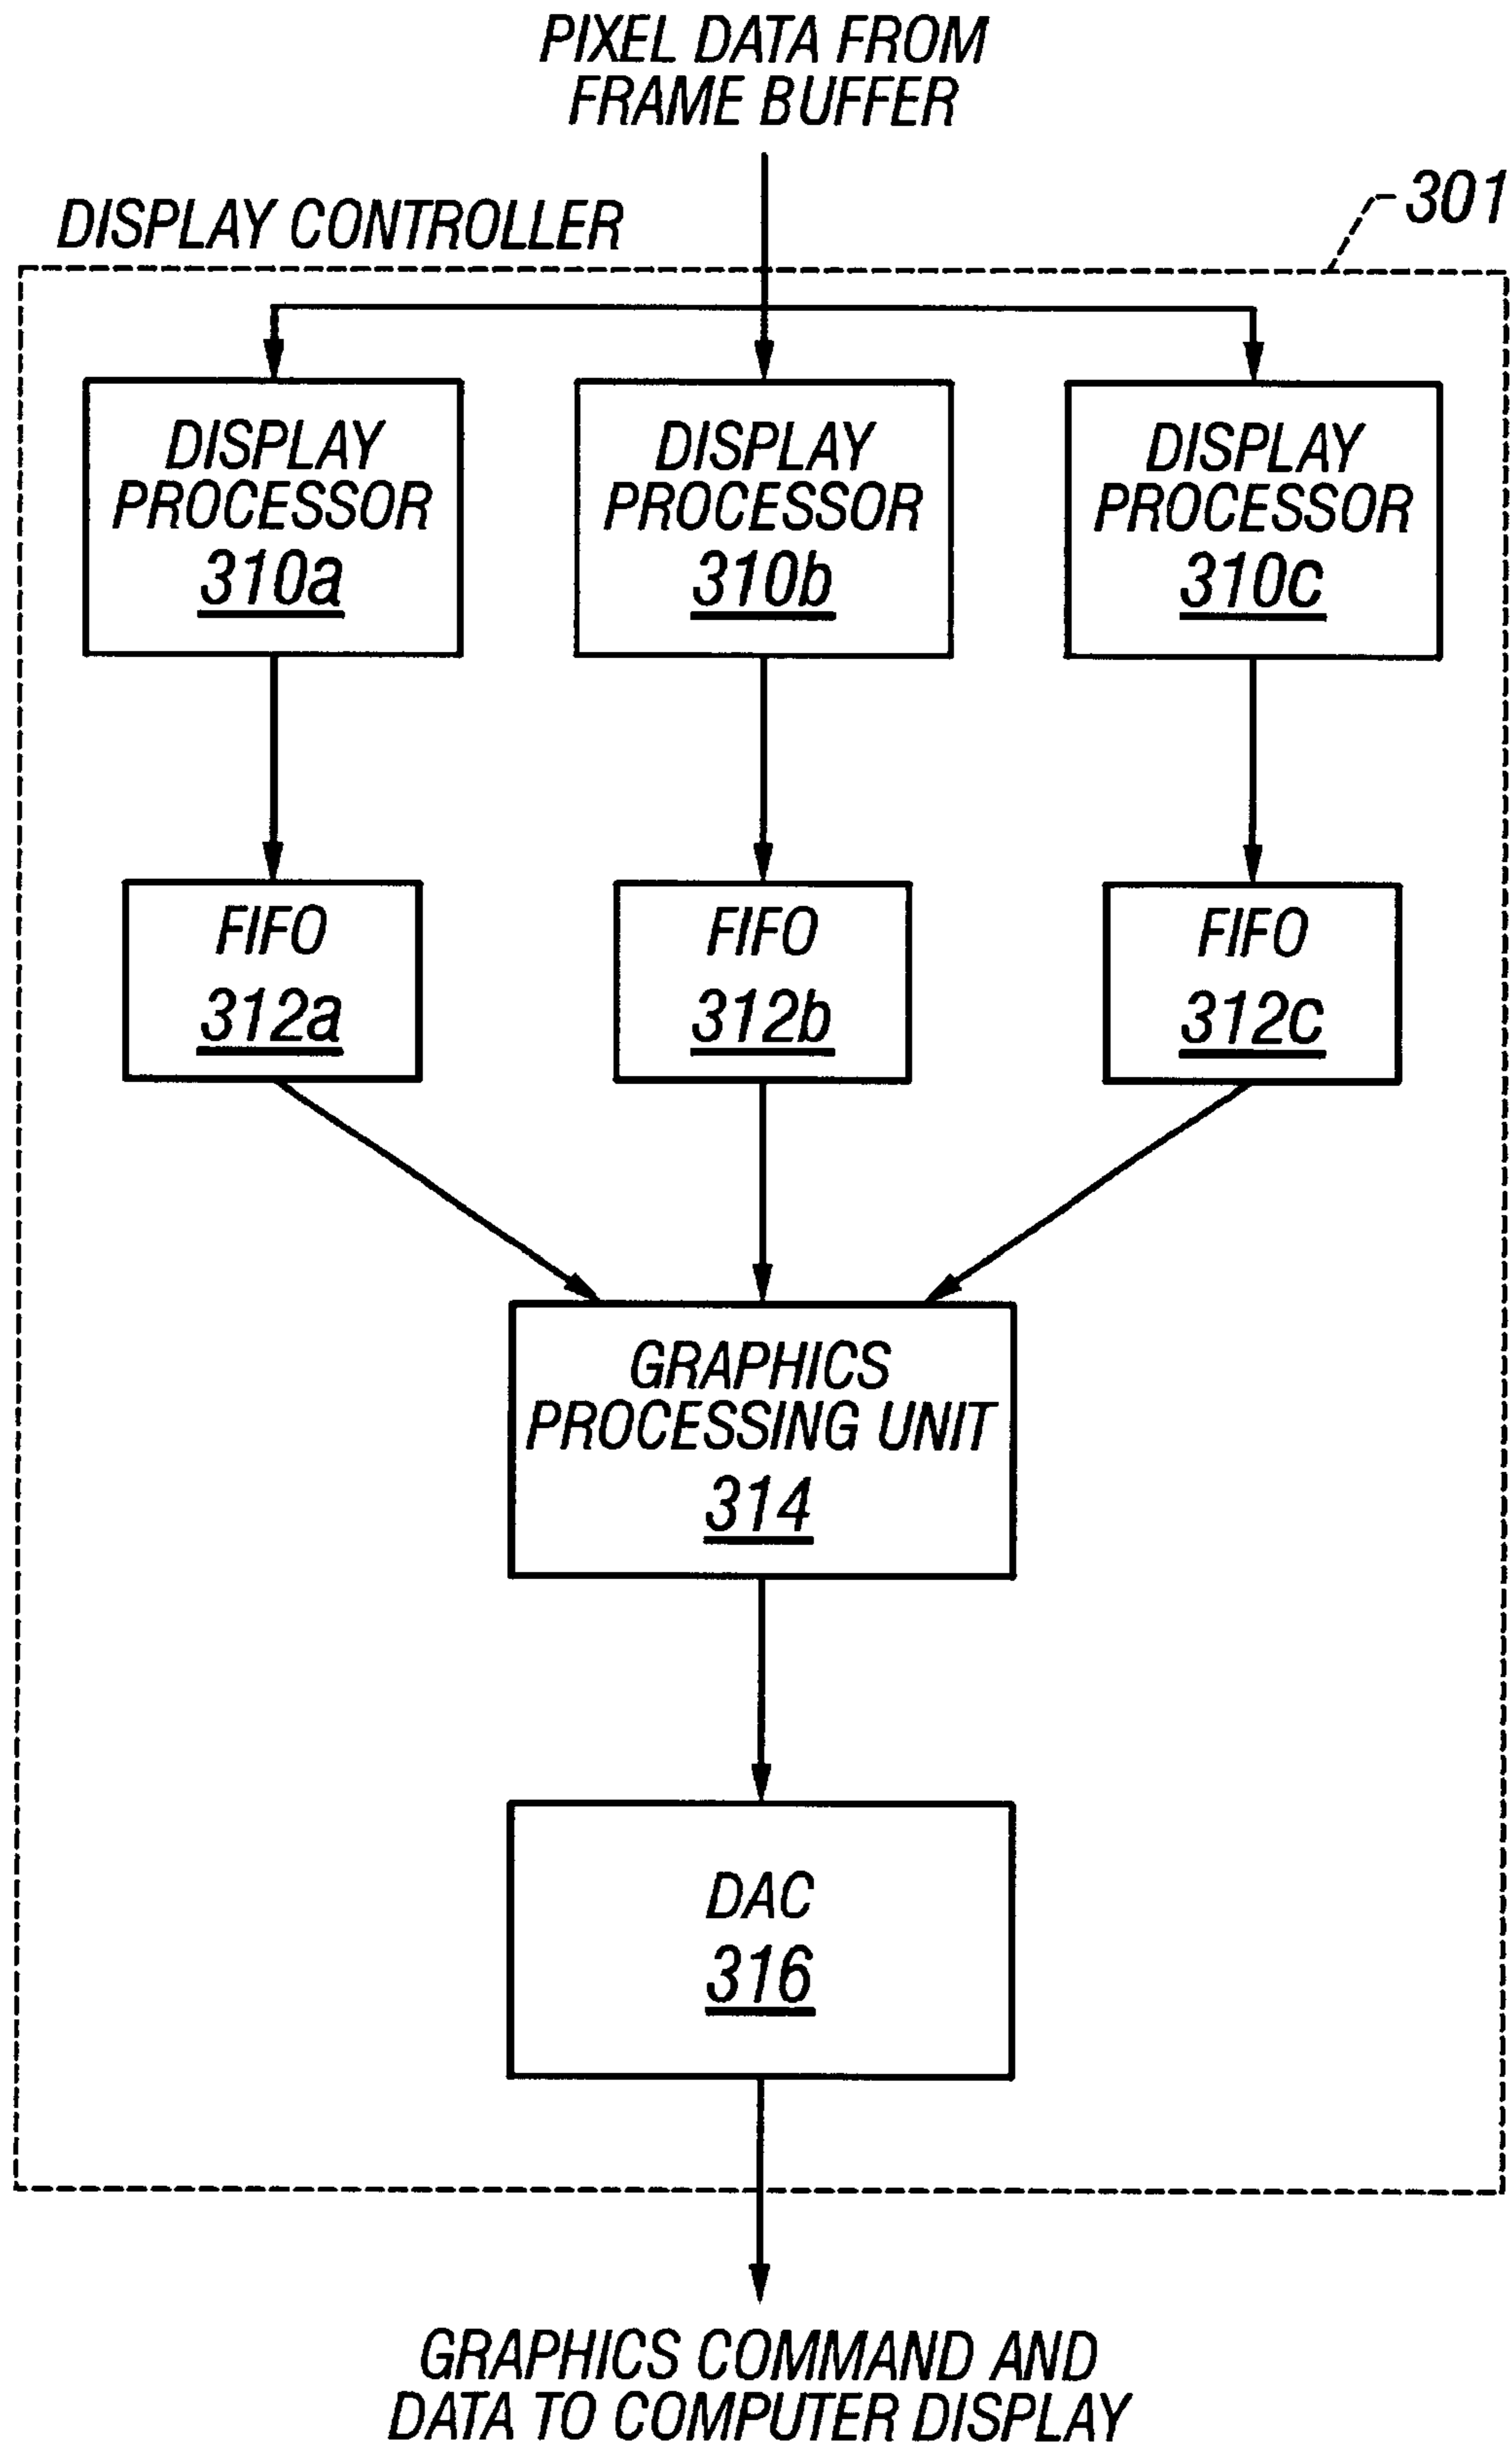 PIXEL DATA FROM
FRAME BUFFER
301
DISPLAY CONTROLLER
DISPLAY
PROCESSOR
310a
DISPLAY
PROCESSOR
310b
DISPLAY
PROCESSOR
310c
FIFO
312a
FIFO
312b
FIFO
312c
GRAPHICS
PROCESSING UNIT
314
DAC
316
GRAPHICS COMMAND AND
DATA TO COMPUTER DISPLAY